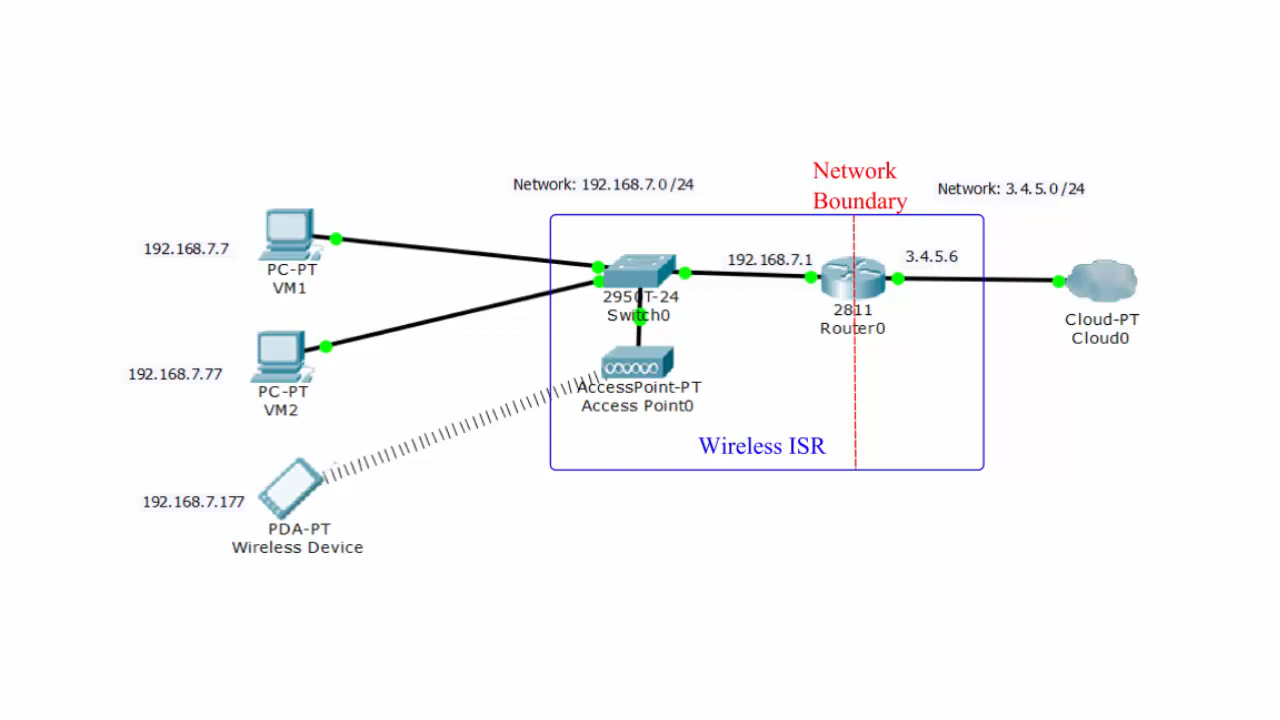 Network
Boundary
Network: 192.168.7.0 /24
Network: 3.4.5.0 /24
192.168.7.7
PC-PT
VM1
192.168.7.1
3.4.5.6
2950T-24
Switch0
2811
Router0
Cloud-PT
Cloud0
192.168.7.77
PC-PT
VM2
AccessPoint-PT
Access Point0
Wireless ISR
192.168.7.177
PDA-PT
Wireless Device